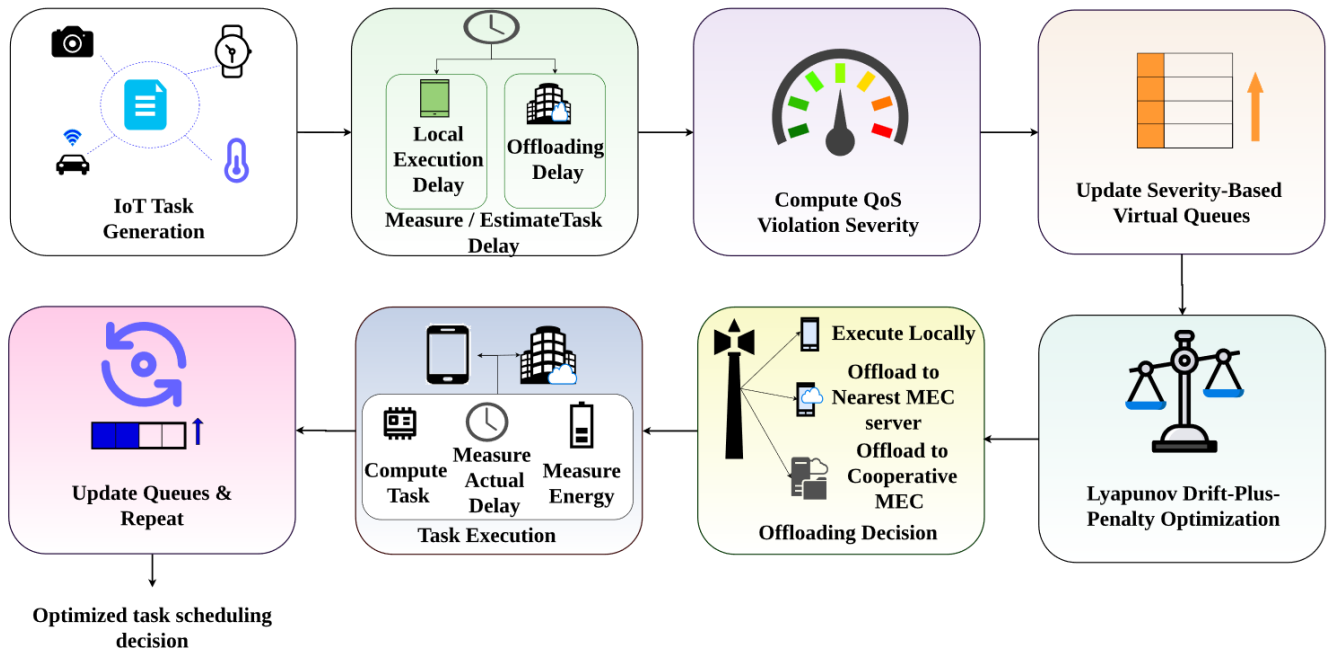 IoT Task
Generation
Local
Execution
Delay
Offloading
Delay
Measure / EstimateTask
Delay
Compute QoS
Violation Severity
Update Severity-Based
Virtual Queues
Lyapunov Drift-Plus-
Penalty Optimization
Execute Locally
Offload to
Nearest MEC
server
Offload to
Cooperative
MEC
Offloading Decision
Compute
Task
Measure
Actual
Delay
Measure
Energy
Task Execution
Update Queues &
Repeat
Optimized task scheduling
decision